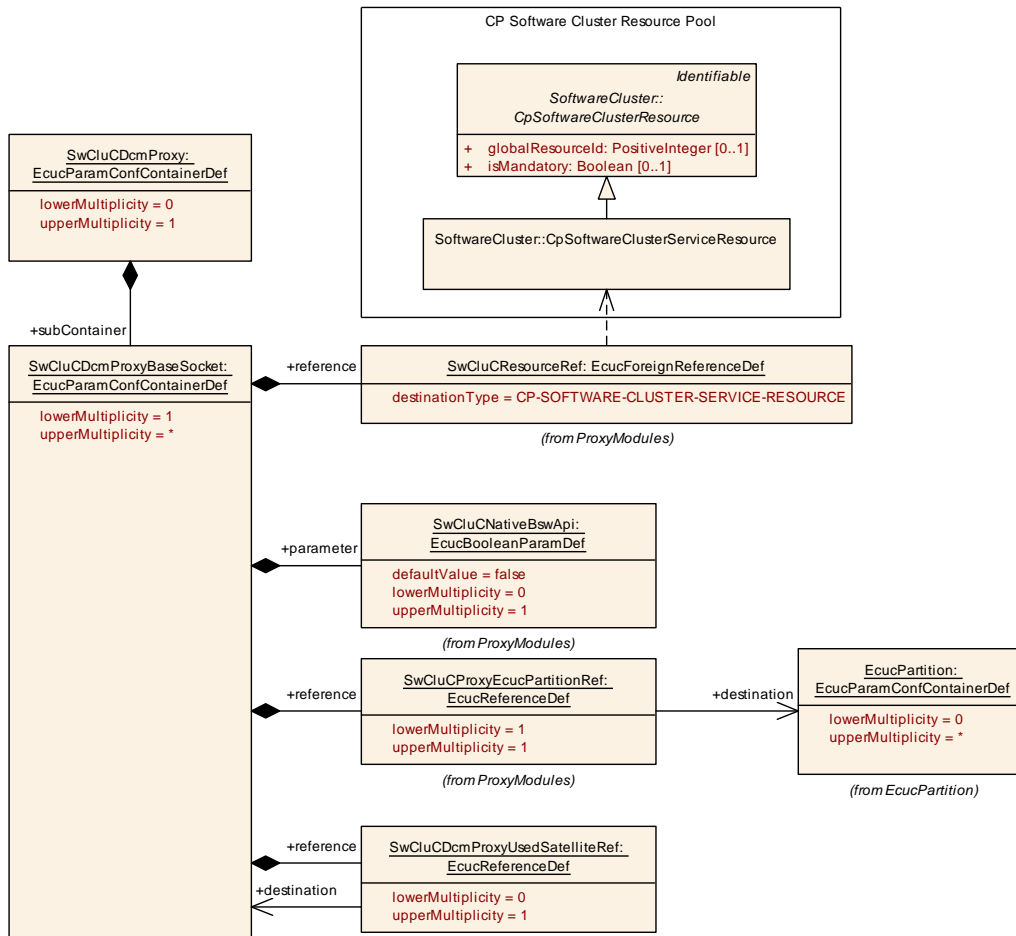 CP Software Cluster Resource Pool
Identifiable
SoftwareCluster::
CpSoftwareClusterResource
+ globalResourceId: PositiveInteger [0..1]
+ isMandatory: Boolean [0..1]
SwCluCDcmProxy:
EcucParamConfContainerDef
lowerMultiplicity = 0
upperMultiplicity = 1
SoftwareCluster::CpSoftwareClusterServiceResource
+subContainer
SwCluCDcmProxyBaseSocket:
EcucParamConfContainerDef
lowerMultiplicity = 1
upperMultiplicity = *
+reference
SwCluCResourceRef: EcucForeignReferenceDef
destinationType = CP-SOFTWARE-CLUSTER-SERVICE-RESOURCE
(from ProxyModules)
+parameter
SwCluCNativeBswApi:
EcucBooleanParamDef
defaultValue = false
lowerMultiplicity = 0
upperMultiplicity = 1
(from ProxyModules)
+reference
SwCluCProxyEcucPartitionRef:
EcucReferenceDef
lowerMultiplicity = 1
upperMultiplicity = 1
(from ProxyModules)
+destination
EcucPartition:
EcucParamConfContainerDef
lowerMultiplicity = 0
upperMultiplicity = *
(from EcucPartition)
+reference
SwCluCDcmProxyUsedSatelliteRef:
EcucReferenceDef
lowerMultiplicity = 0
upperMultiplicity = 1
+destination